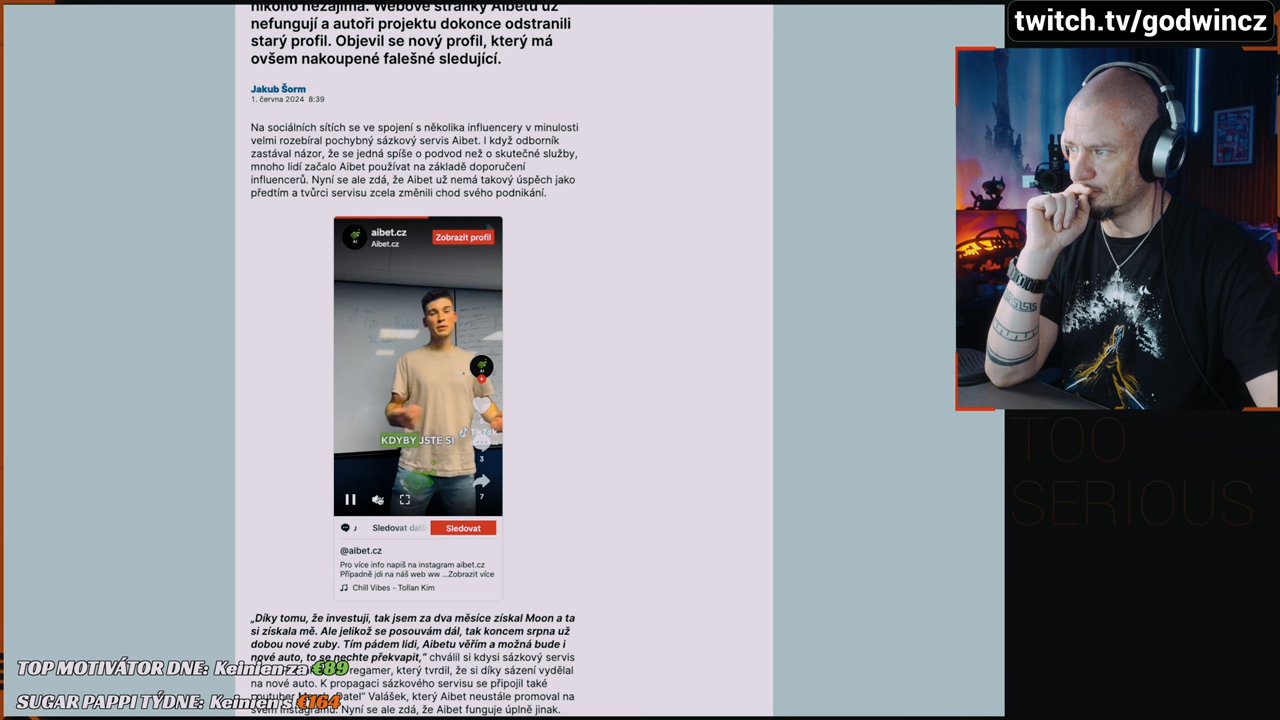 nikoho nezajímá. Webové stránky Aibetu už
nefungují a autoři projektu dokonce odstranili
starý profil. Objevil se nový profil, který má
ovšem nakoupené falešné sledující.
Jakub Šorm
1. června 2024 8:39
Na sociálních sítích se ve spojení s několika influencery v minulosti
velmi rozebíral pochybný sázkový servis Aibet. I když odborník
zastával názor, že se jedná spíše o podvod než o skutečné služby,
mnoho lidí začalo Aibet používat na základě doporučení
influencerů. Nyní se ale zdá, že Aibet už nemá takový úspěch jako
předtím a tvůrci servisu zcela změnili chod svého podnikání.
aibet.cz
Aibet.cz
Zobrazit profil
AI
KDYBY JSTE SI
TikTok
3
7
Sledovat dalš
Sledovat
@aibet.cz
Pro více info napiš na instagram aibet.cz
Případně jdi na náš web ww ...Zobrazit více
Chill Vibes - Tollan Kim
„Díky tomu, že investuji, tak jsem za dva měsíce získal Moon a ta
si získala mě. Ale jelikož se posouvám dál, tak koncem srpna už
dobou nové zuby. Tím pádem lidi, Aibetu věřím a možná bude i
nové auto, to se nechte překvapit,“ chválil si kdysi sázkový servis
regamer, který tvrdil, že si díky sázení vydělal
na nové auto. K propagaci sázkového servisu se připojil také
youtuber Datel“ Valášek, který Aibet neustále promoval na
svém Instagramu. Nyní se ale zdá, že Aibet funguje úplně jinak.
TOP MOTIVÁTOR DNE: Keinien za €89
SUGAR PAPPI TÝDNE: Keinien s €164
twitch.tv/godwincz
TOO
SERIOUS